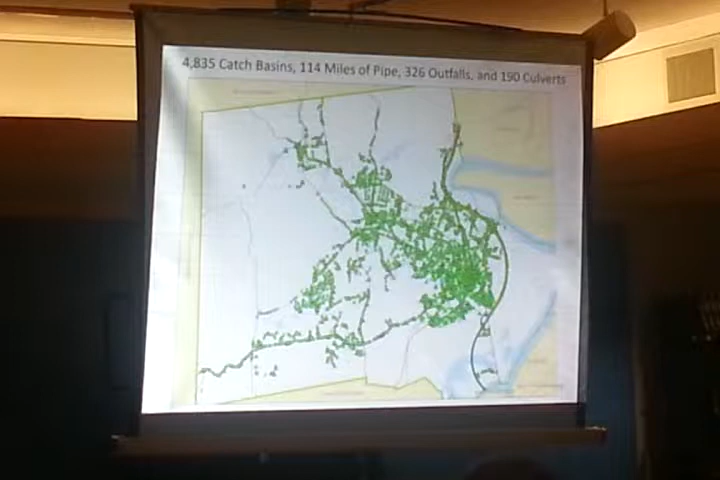 4,835 Catch Basins, 114 Miles of Pipe, 326 Outfalls, and 190 Culverts